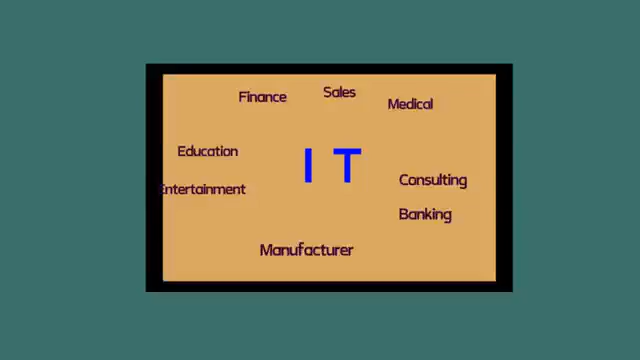 Sales
Finance
Medical
Education
I T
Consulting
Entertainment
Banking
Manufacturer